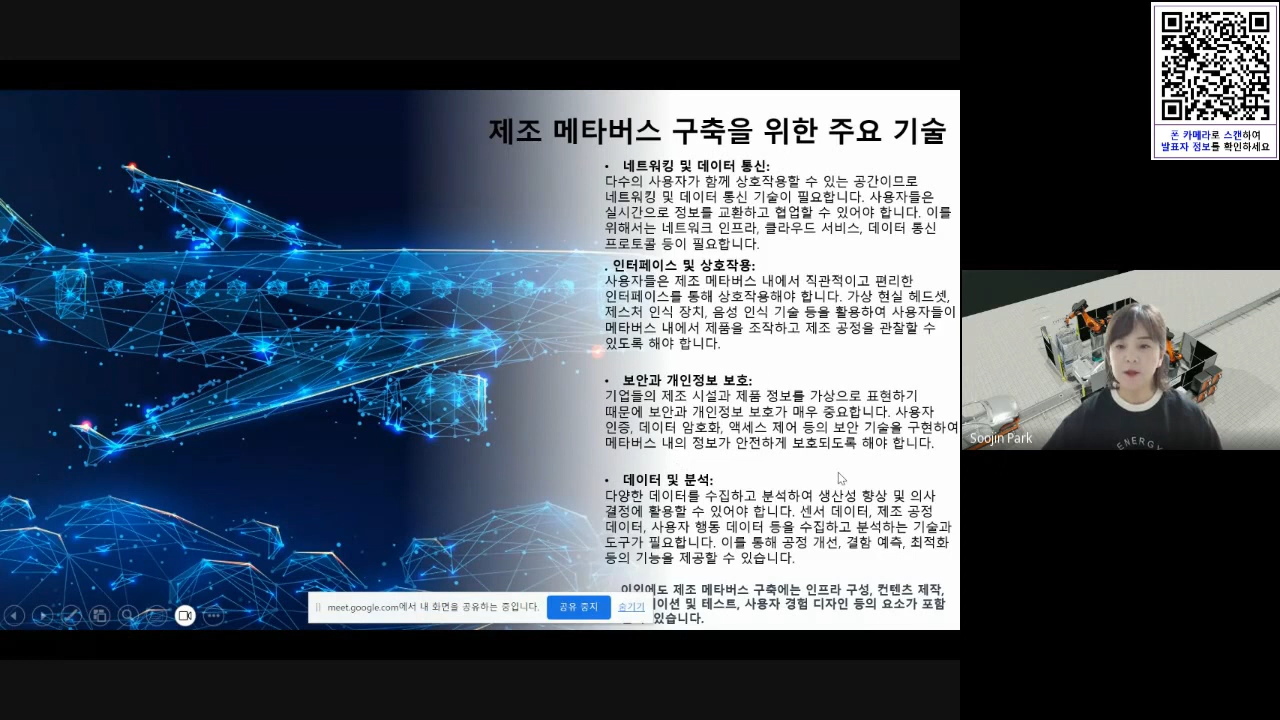 제조 메타버스 구축을 위한 주요 기술
• 네트워킹 및 데이터 통신:
다수의 사용자가 함께 상호작용할 수 있는 공간이므로
네트워킹 및 데이터 통신 기술이 필요합니다. 사용자들은
실시간으로 정보를 교환하고 협업할 수 있어야 합니다. 이를
위해서는 네트워크 인프라, 클라우드 서비스, 데이터 통신
프로토콜 등이 필요합니다.
. 인터페이스 및 상호작용:
사용자들은 제조 메타버스 내에서 직관적이고 편리한
인터페이스를 통해 상호작용해야 합니다. 가상 현실 헤드셋,
제스처 인식 장치, 음성 인식 기술 등을 활용하여 사용자들이
메타버스 내에서 제품을 조작하고 제조 공정을 관찰할 수
있도록 해야 합니다.
• 보안과 개인정보 보호:
기업들의 제조 시설과 제품 정보를 가상으로 표현하기
때문에 보안과 개인정보 보호가 매우 중요합니다. 사용자
인증, 데이터 암호화, 액세스 제어 등의 보안 기술을 구현하여
메타버스 내의 정보가 안전하게 보호되도록 해야 합니다.
• 데이터 및 분석:
다양한 데이터를 수집하고 분석하여 생산성 향상 및 의사
결정에 활용할 수 있어야 합니다. 센서 데이터, 제조 공정
데이터, 사용자 행동 데이터 등을 수집하고 분석하는 기술과
도구가 필요합니다. 이를 통해 공정 개선, 결함 예측, 최적화
등의 기능을 제공할 수 있습니다.
이외에도 제조 메타버스 구축에는 인프라 구성, 컨텐츠 제작,
및 테스트, 사용자 경험 디자인 등의 요소가 포함
있습니다.
meet.google.com에서 내 화면을 공유하는 중입니다.
공유 중지
숨기기
폰 카메라로 스캔하여
발표자 정보를 확인하세요
Soojin Park
ENERGY